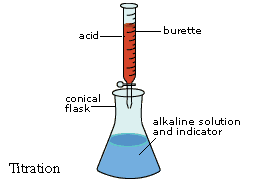 acid
burette
conical
flask
alkaline solution
and indicator
Titration